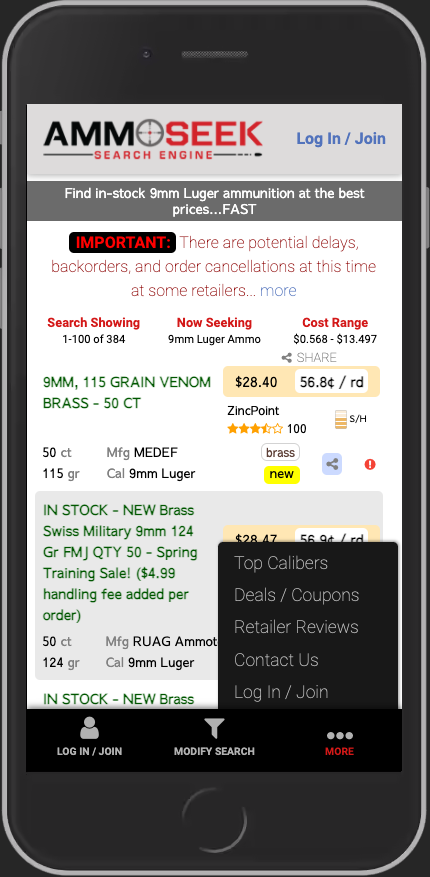 AMMOSEEK
SEARCH ENGINE
Log In / Join
Find in-stock 9mm Luger ammunition at the best
prices...FAST
IMPORTANT: There are potential delays,
backorders, and order cancellations at this time
at some retailers... more
Search Showing
1-100 of 384
Now Seeking
9mm Luger Ammo
Cost Range
$0.568 - $13.497
SHARE
9MM, 115 GRAIN VENOM
BRASS - 50 CT
$28.40
56.8¢ / rd
ZincPoint
100
S/H
50 ct
Mfg MEDEF
brass
115 gr
Cal 9mm Luger
new
IN STOCK - NEW Brass
Swiss Military 9mm 124
Gr FMJ QTY 50 - Spring
Training Sale! ($4.99
handling fee added per
order)
$28.47
56.9¢ / rd
50 ct
Mfg RUAG Ammot
124 gr
Cal 9mm Luger
IN STOCK - NEW Brass
Top Calibers
Deals / Coupons
Retailer Reviews
Contact Us
Log In / Join
LOG IN / JOIN
MODIFY SEARCH
MORE